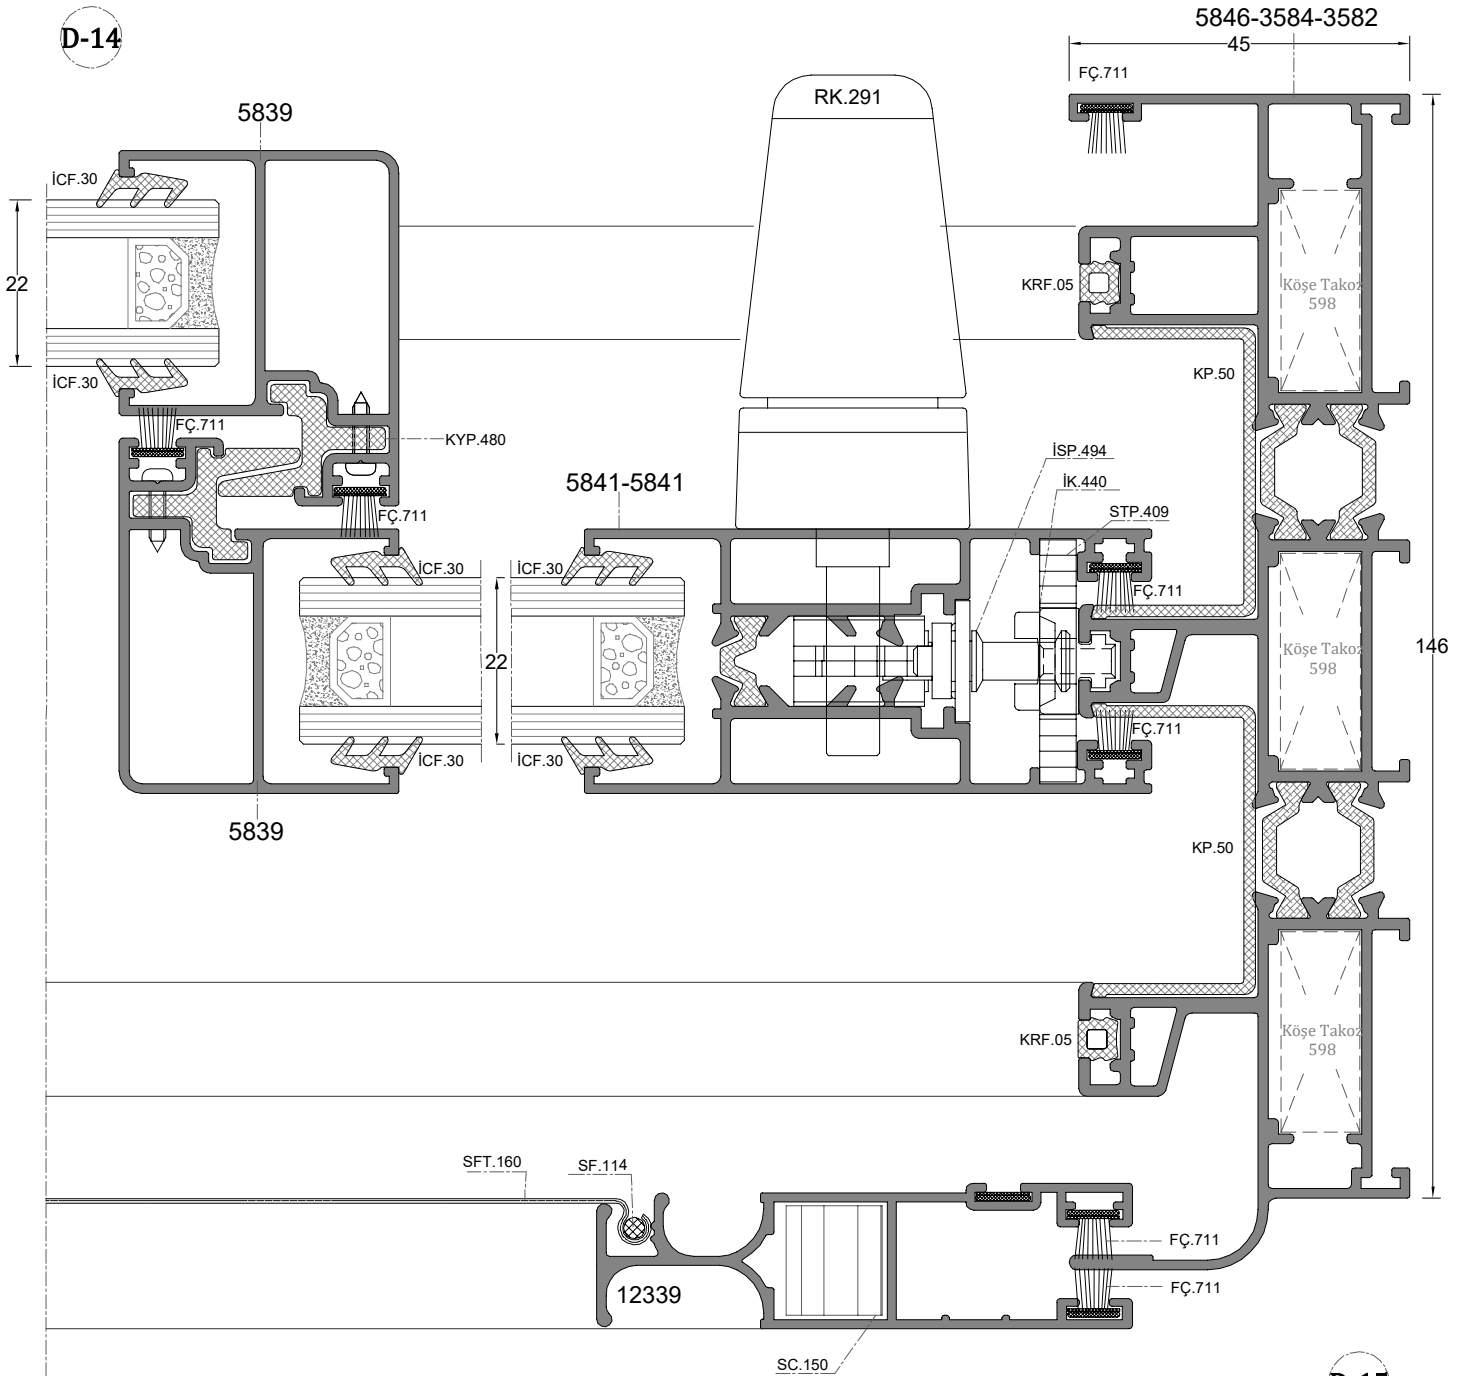 D-14
5846-3584-3582
45
FÇ.711
RK.291
5839
İCF.30
22
KRF.05
Köşe Takoz
598
KP.50
İCF.30
FÇ.711
KYP.480
İSP.494
5841-5841
İK.440
STP.409
FÇ.711
İCF.30
İCF.30
FÇ.711
22
Köşe Takoz
598
146
FÇ.711
İCF.30
İCF.30
5839
KP.50
KRF.05
Köşe Takoz
598
SFT.160
SF.114
FÇ.711
12339
FÇ.711
SC.150